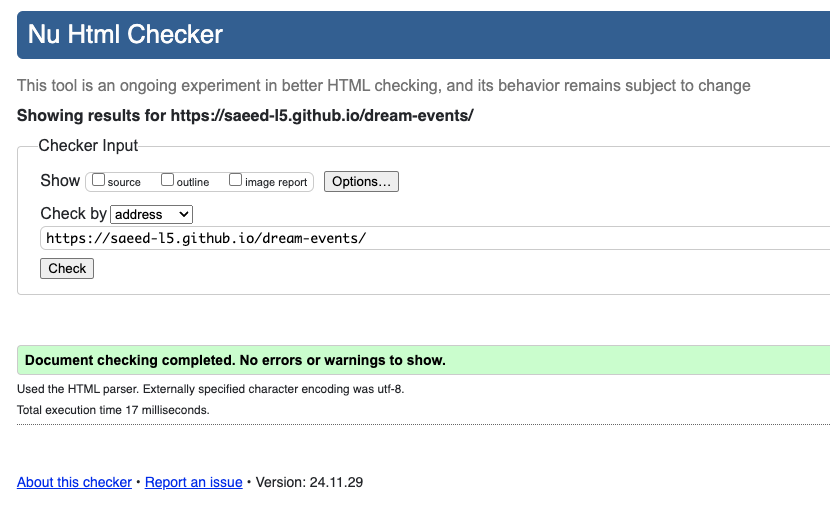 Nu Html Checker
This tool is an ongoing experiment in better HTML checking, and its behavior remains subject to change
Showing results for https://saeed-l5.github.io/dream-events/
Checker Input
Show source outline image report Options...
Check by address
https://saeed-l5.github.io/dream-events/
Check
Document checking completed. No errors or warnings to show.
Used the HTML parser. Externally specified character encoding was utf-8.
Total execution time 17 milliseconds.
About this checker • Report an issue • Version: 24.11.29